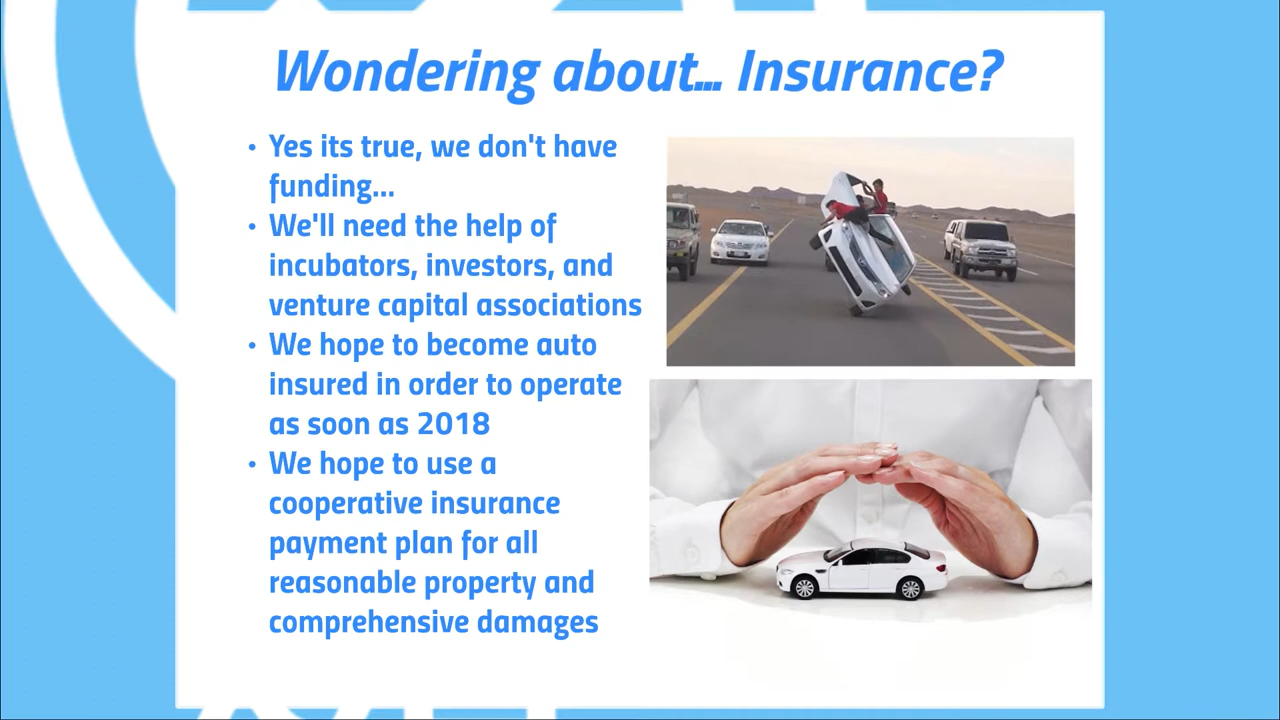 Wondering about... Insurance?
• Yes its true, we don't have
funding...
• We'll need the help of
incubators, investors, and
venture capital associations
• We hope to become auto
insured in order to operate
as soon as 2018
• We hope to use a
cooperative insurance
payment plan for all
reasonable property and
comprehensive damages